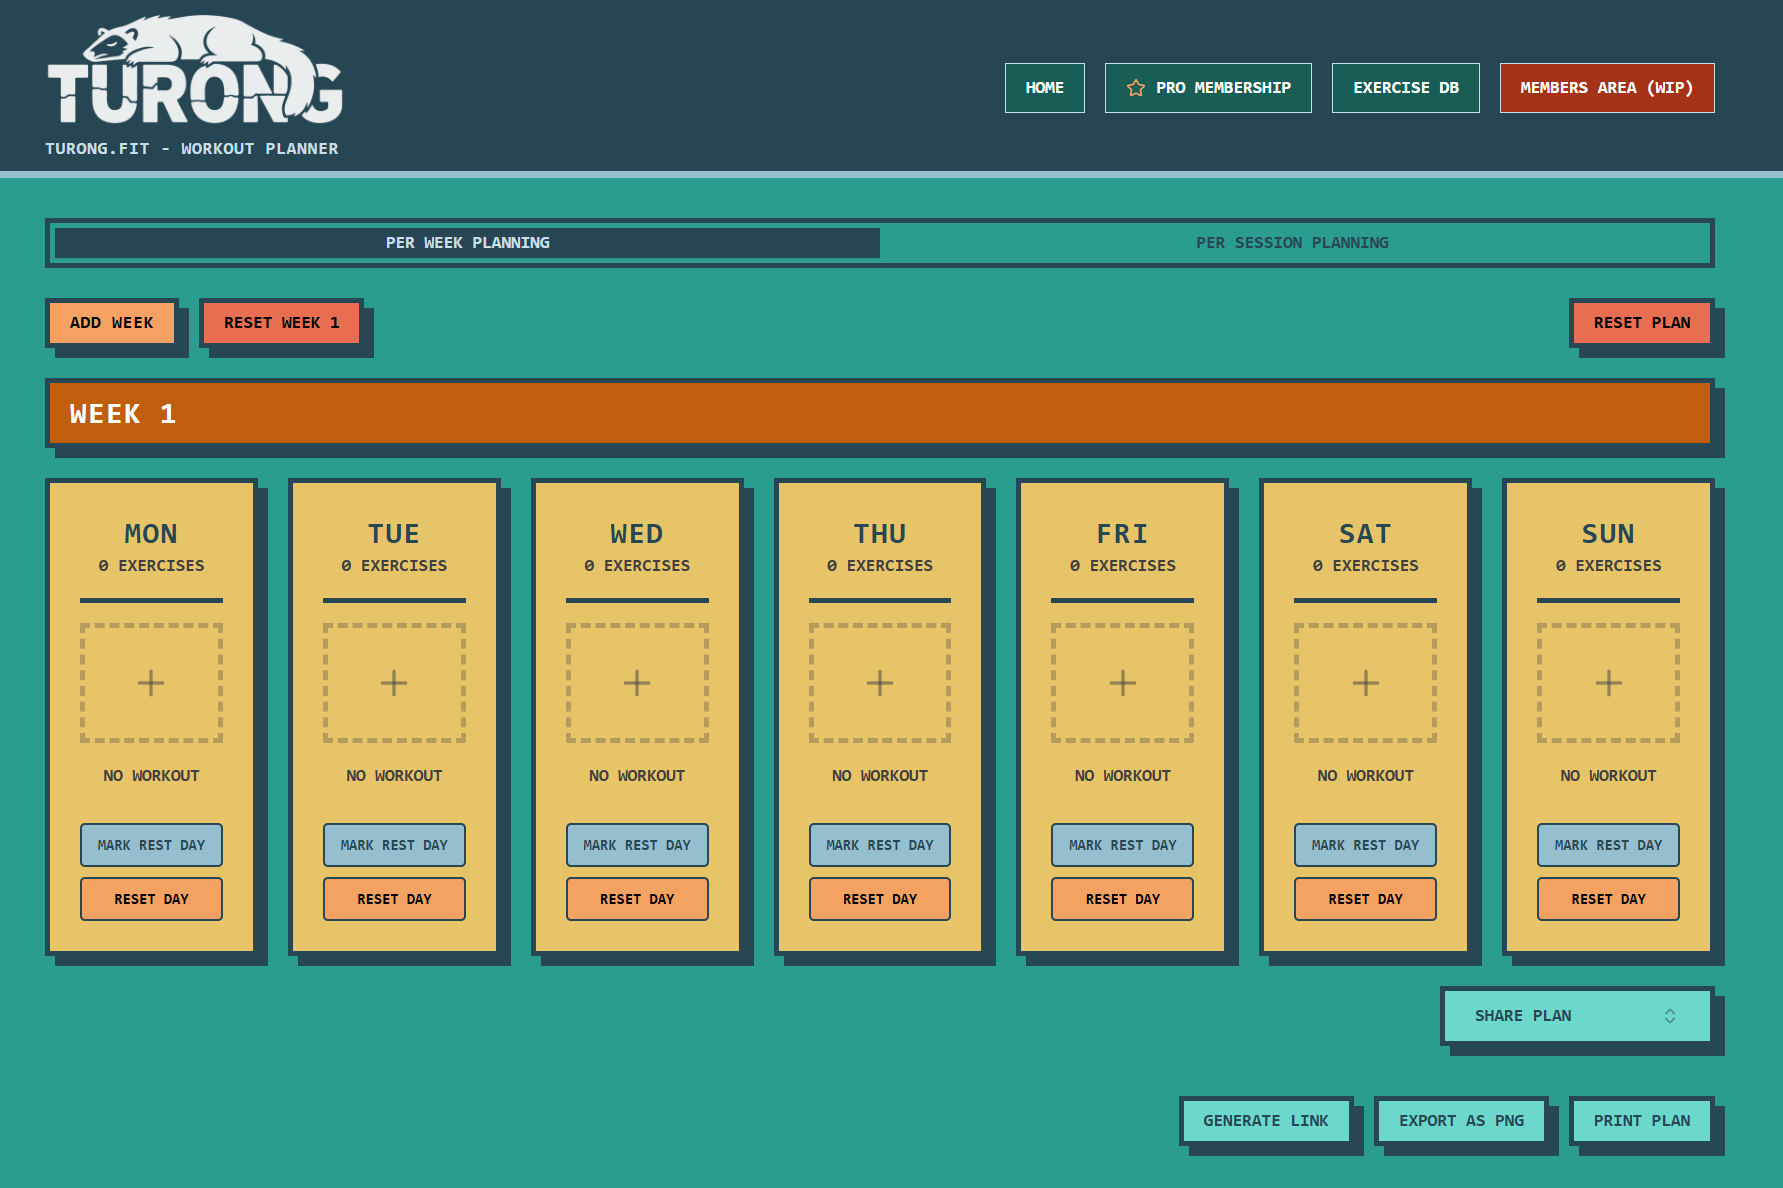 TURONG
TURONG.FIT - WORKOUT PLANNER
HOME
PRO MEMBERSHIP
EXERCISE DB
MEMBERS AREA (WIP)
PER WEEK PLANNING
PER SESSION PLANNING
ADD WEEK
RESET WEEK 1
RESET PLAN
WEEK 1
MON
0 EXERCISES
NO WORKOUT
MARK REST DAY
RESET DAY
TUE
0 EXERCISES
NO WORKOUT
MARK REST DAY
RESET DAY
WED
0 EXERCISES
NO WORKOUT
MARK REST DAY
RESET DAY
THU
0 EXERCISES
NO WORKOUT
MARK REST DAY
RESET DAY
FRI
0 EXERCISES
NO WORKOUT
MARK REST DAY
RESET DAY
SAT
0 EXERCISES
NO WORKOUT
MARK REST DAY
RESET DAY
SUN
0 EXERCISES
NO WORKOUT
MARK REST DAY
RESET DAY
SHARE PLAN
GENERATE LINK
EXPORT AS PNG
PRINT PLAN